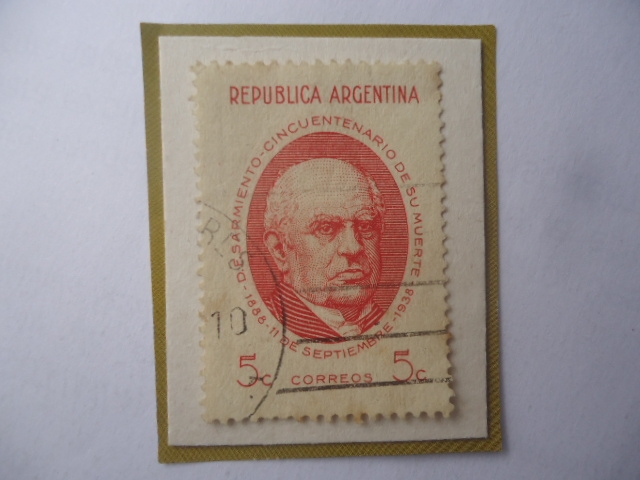 REPUBLICA ARGENTINA
D.F.SARMIENTO-CINCUENTENARIO DE SU MUERTE
-1888-11 DE SEPTIEMBRE-1938-
5c CORREOS 5c
10